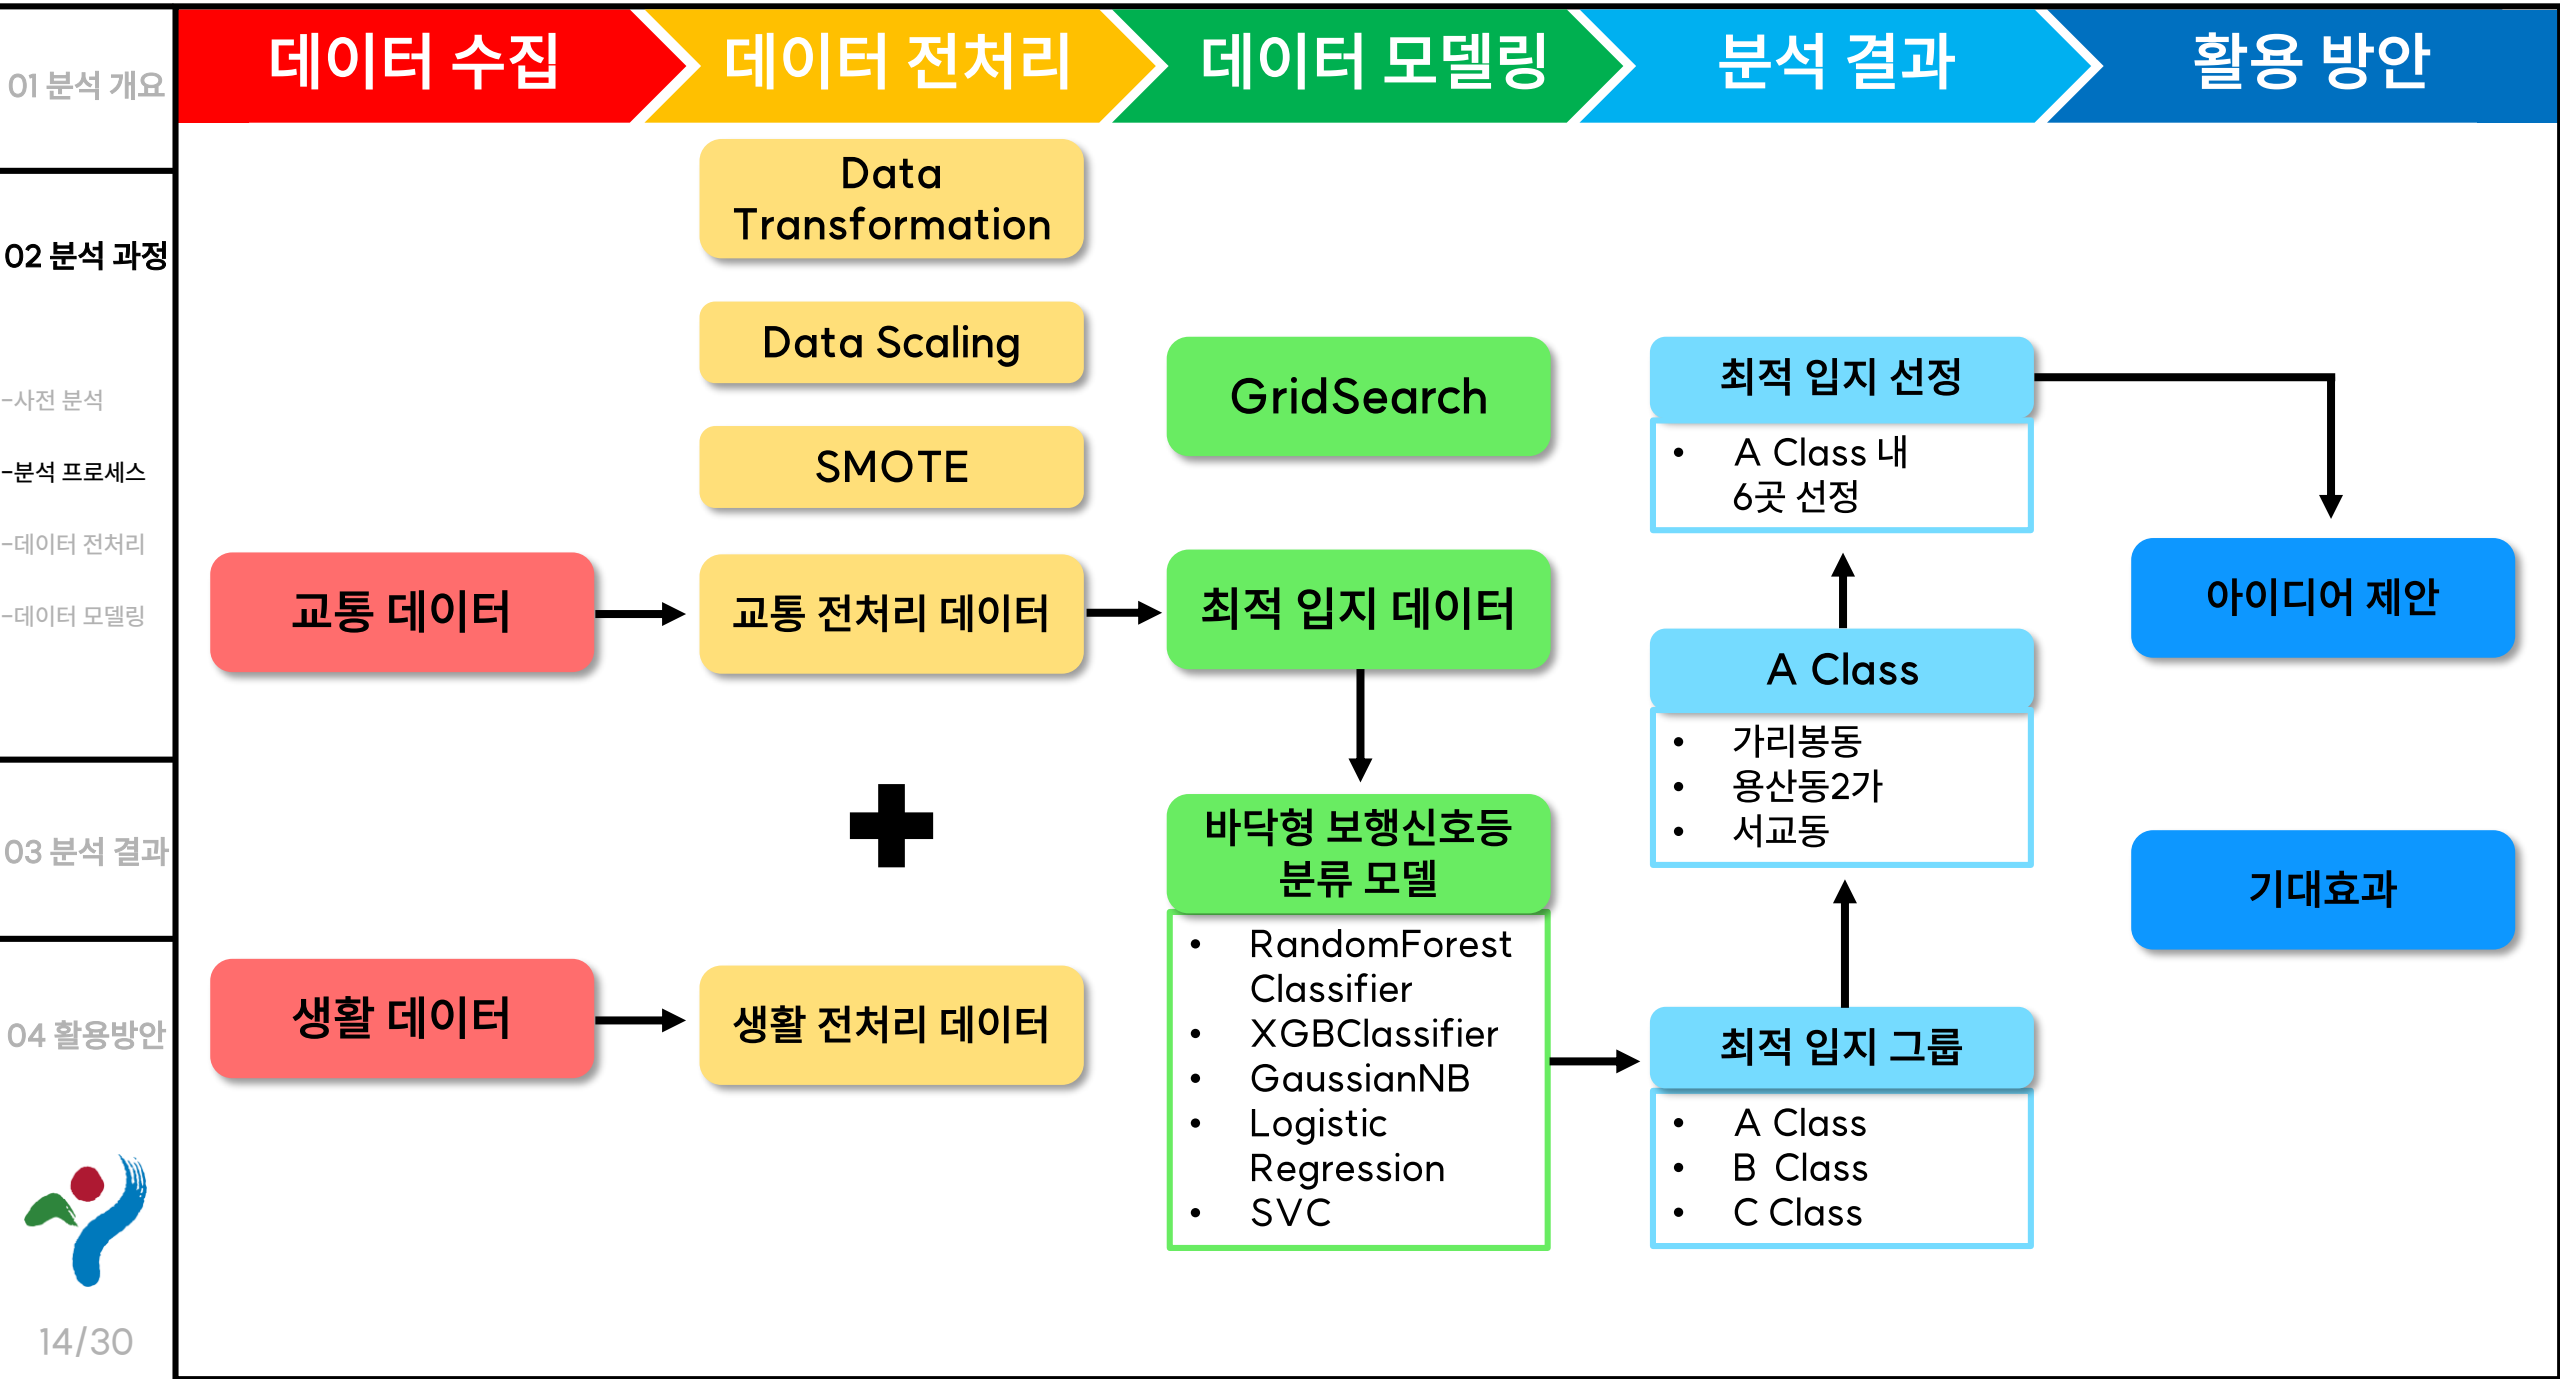 01 분석 개요
02 분석 과정
-사전 분석
-분석 프로세스
-데이터 전처리
-데이터 모델링
03 분석 결과
04 활용방안
14/30
데이터 수집
데이터 전처리
데이터 모델링
분석 결과
활용 방안
교통 데이터
생활 데이터
Data
Transformation
Data Scaling
SMOTE
교통 전처리 데이터
생활 전처리 데이터
GridSearch
최적 입지 데이터
바닥형 보행신호등
분류 모델
• RandomForest
Classifier
• XGBClassifier
• GaussianNB
• Logistic
Regression
• SVC
최적 입지 선정
• A Class 내
6곳 선정
A Class
• 가리봉동
• 용산동2가
• 서교동
최적 입지 그룹
• A Class
• B Class
• C Class
아이디어 제안
기대효과